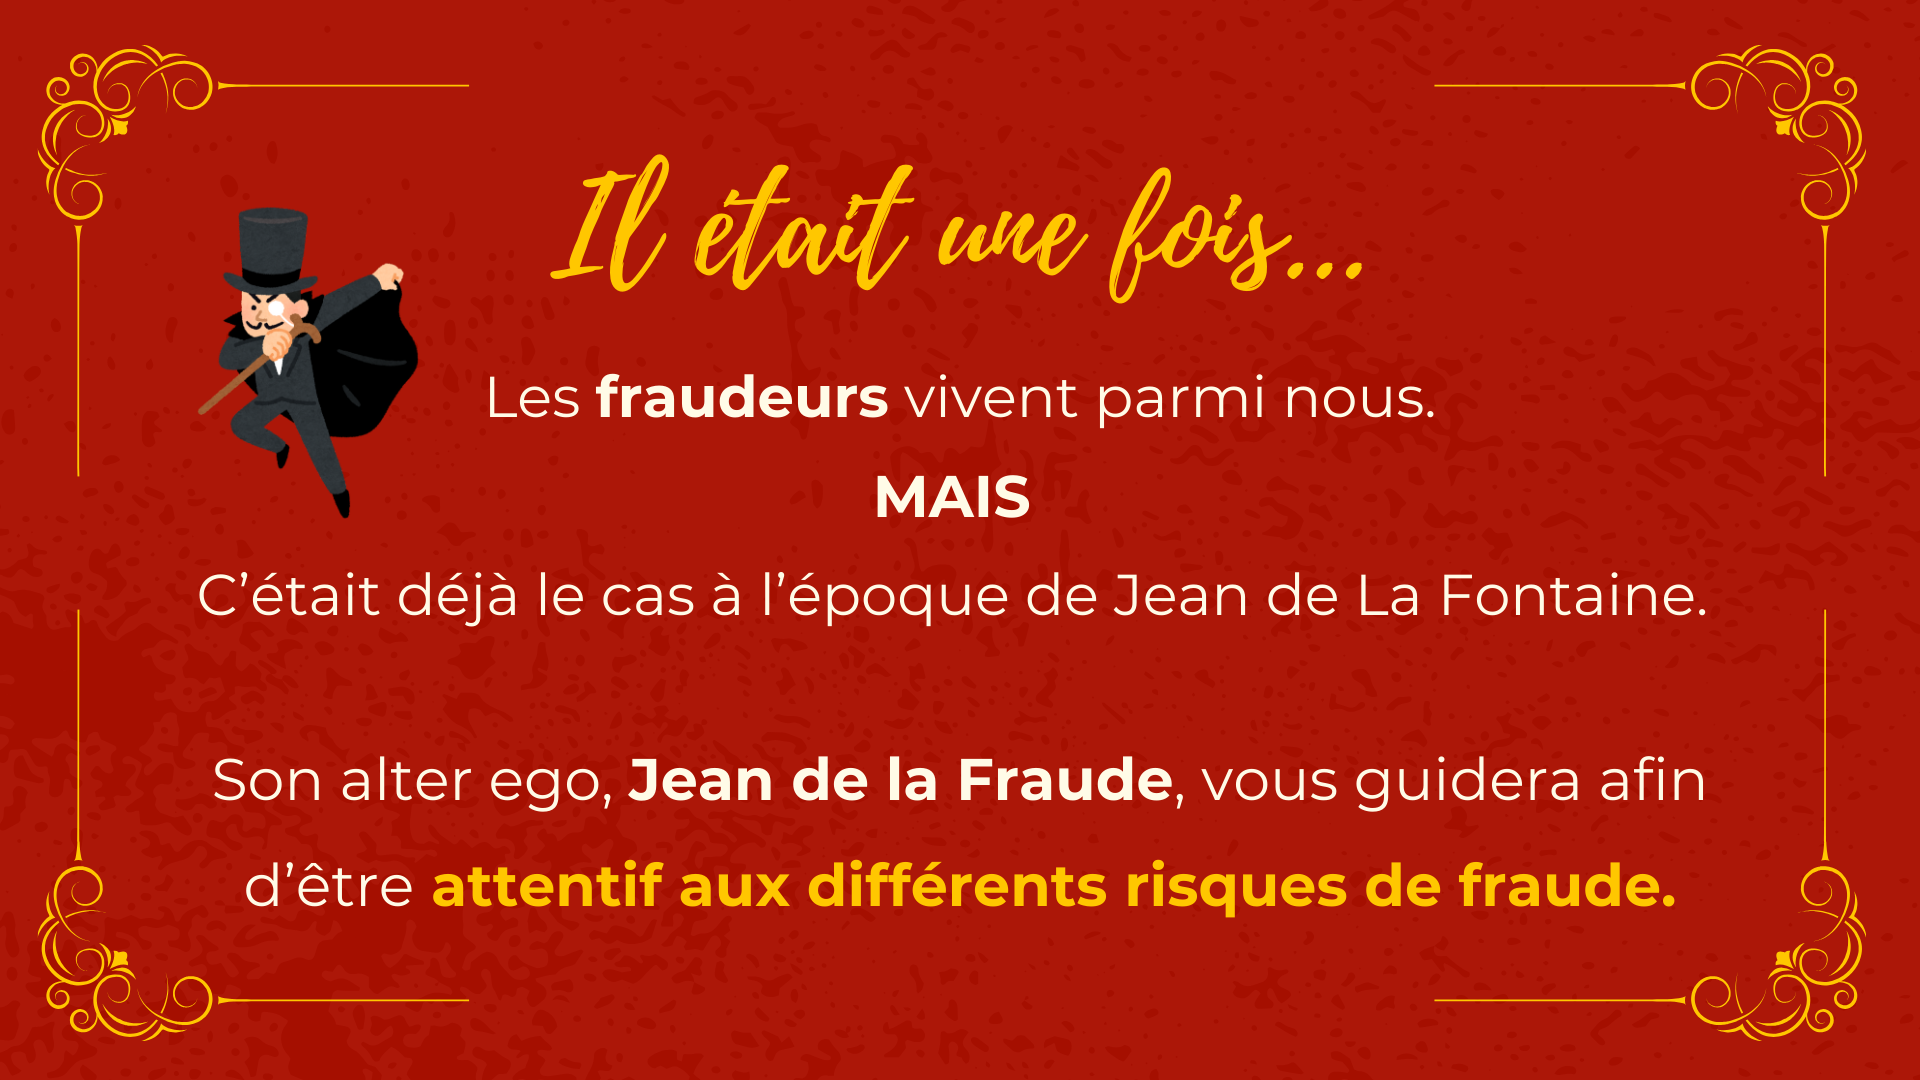 Il était une fois...
Les fraudeurs vivent parmi nous.
MAIS
C’était déjà le cas à l’époque de Jean de La Fontaine.
Son alter ego, Jean de la Fraude, vous guidera afin
d’être attentif aux différents risques de fraude.